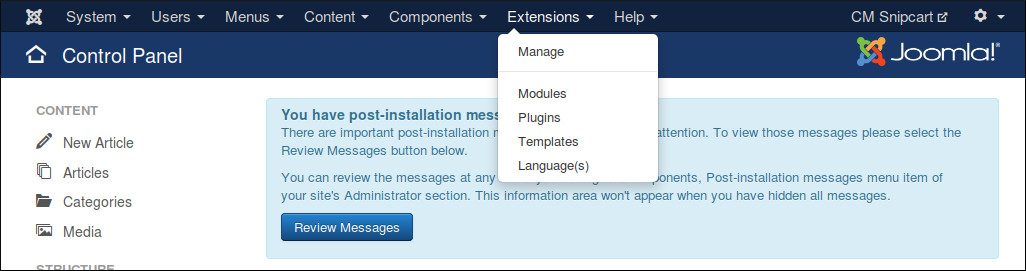 System Users Menus Content Components Extensions Help CM Snipcart
Control Panel
Joomla!®
Manage
Modules
Plugins
Templates
Language(s)
CONTENT
New Article
Articles
Categories
Media
STRUCTURE
You have post-installation mess
There are important post-installation attention. To view those messages please select the
Review Messages button below.
You can review the messages at any Post-installation messages menu item of
your site's Administrator section. This information area won't appear when you have hidden all messages.
Review Messages